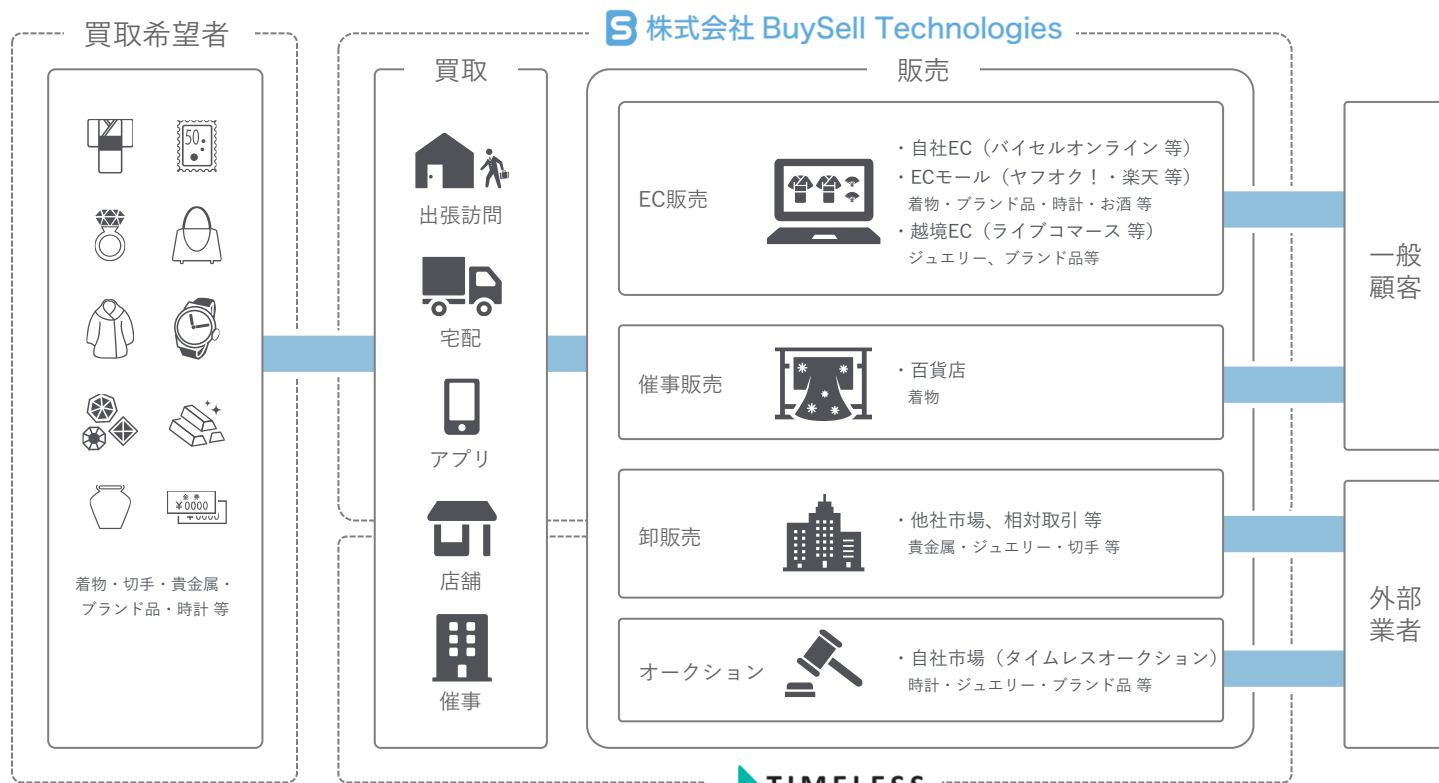 買取希望者
50
金券
¥0000
¥0000
着物・切手・貴金属・
ブランド品・時計 等
S 株式会社 BuySell Technologies
買取
出張訪問
宅配
アプリ
店舗
催事
販売
EC販売
・自社EC（バイセルオンライン 等）
・ECモール（ヤフオク！・楽天 等）
着物・ブランド品・時計・お酒 等
・越境EC（ライブコマース 等）
ジュエリー、ブランド品等
催事販売
・百貨店
着物
卸販売
・他社市場、相対取引 等
貴金属・ジュエリー・切手 等
オークション
・自社市場（タイムレスオークション）
時計・ジュエリー・ブランド品 等
一般
顧客
外部
業者
TIMELESS